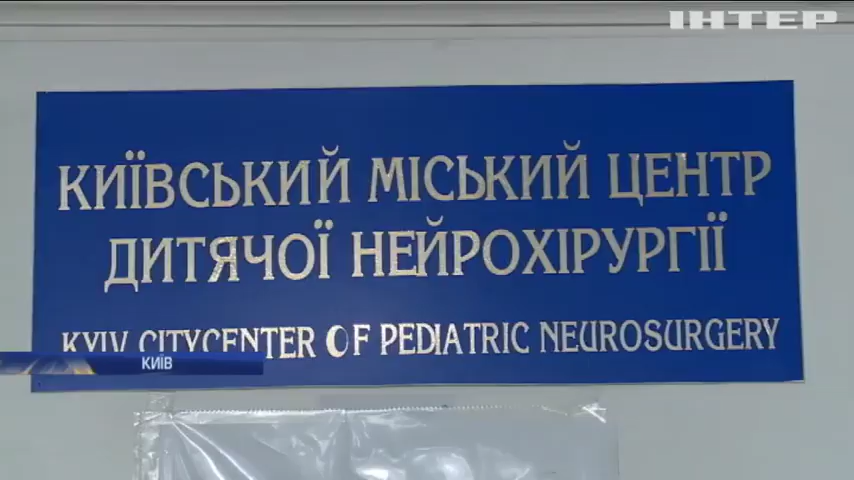 ІНТЕР
КИЇВСЬКИЙ МІСЬКИЙ ЦЕНТР
ДИТЯЧОЇ НЕЙРОХІРУРГІЇ
KYIV CITYCENTER OF PEDIATRIC NEUROSURGERY
КИЇВ